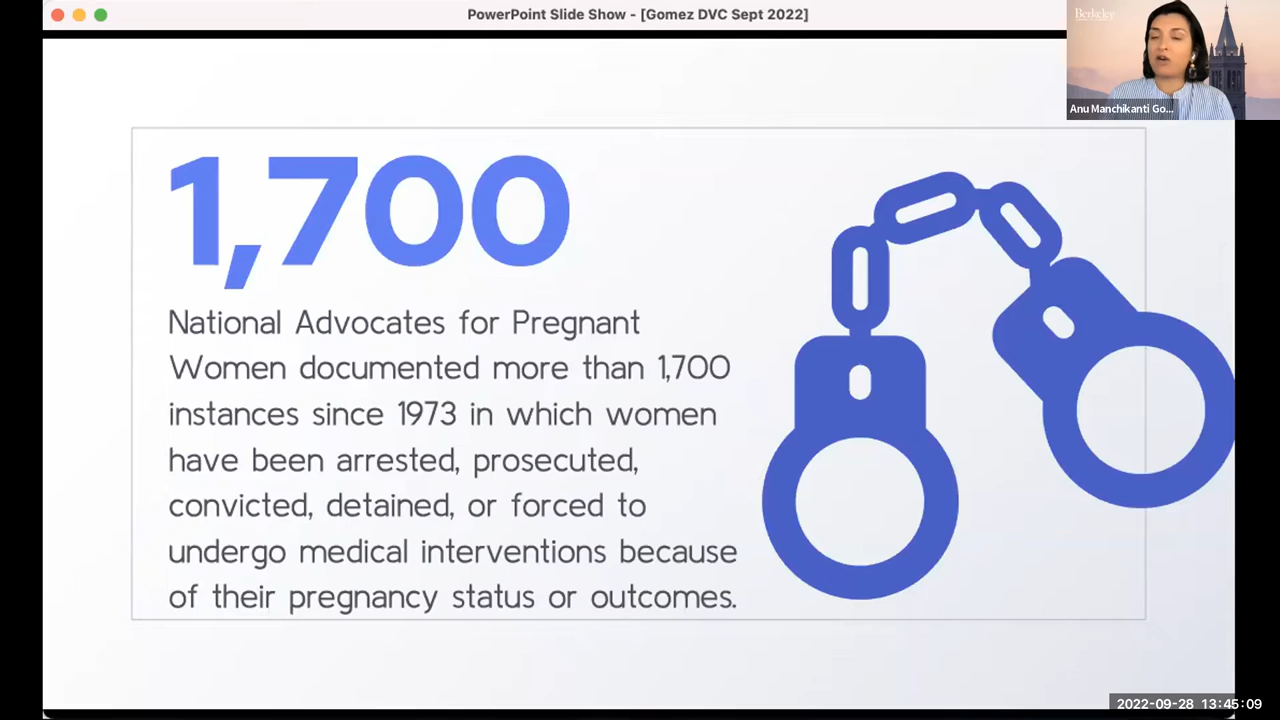 PowerPoint Slide Show - [Gomez DVC Sept 2022]
Berkeley
Anu Manchikanti Go...
1,700
National Advocates for Pregnant
Women documented more than 1,700
instances since 1973 in which women
have been arrested, prosecuted,
convicted, detained, or forced to
undergo medical interventions because
of their pregnancy status or outcomes.
2022-09-28 13:45:09